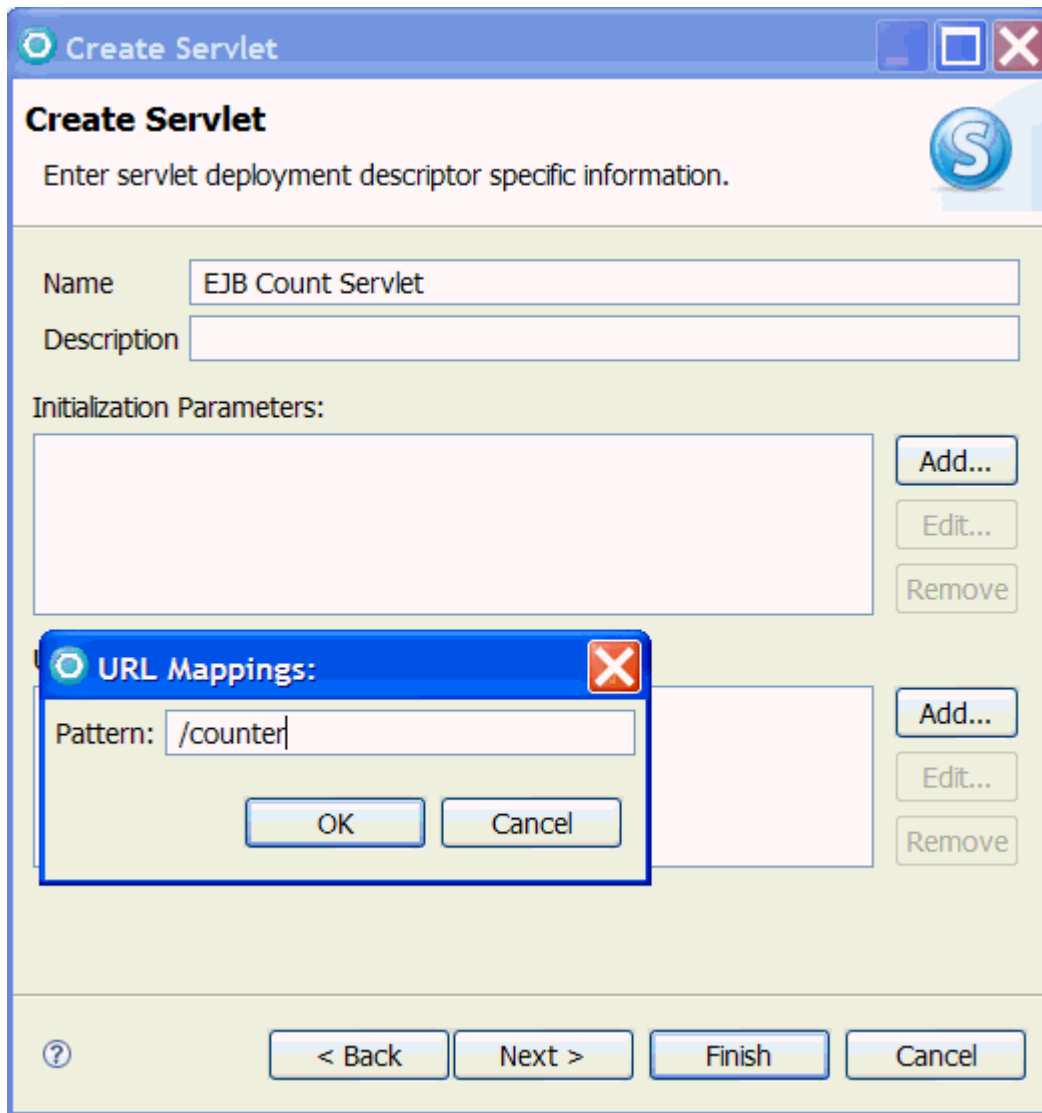 Create Servlet
Create Servlet
Enter servlet deployment descriptor specific information.
S
Name EJB Count Servlet
Description
Initialization Parameters:
Add...
Edit...
Remove
URL Mappings:
Pattern: /counter
OK Cancel
Add...
Edit...
Remove
? < Back Next > Finish Cancel